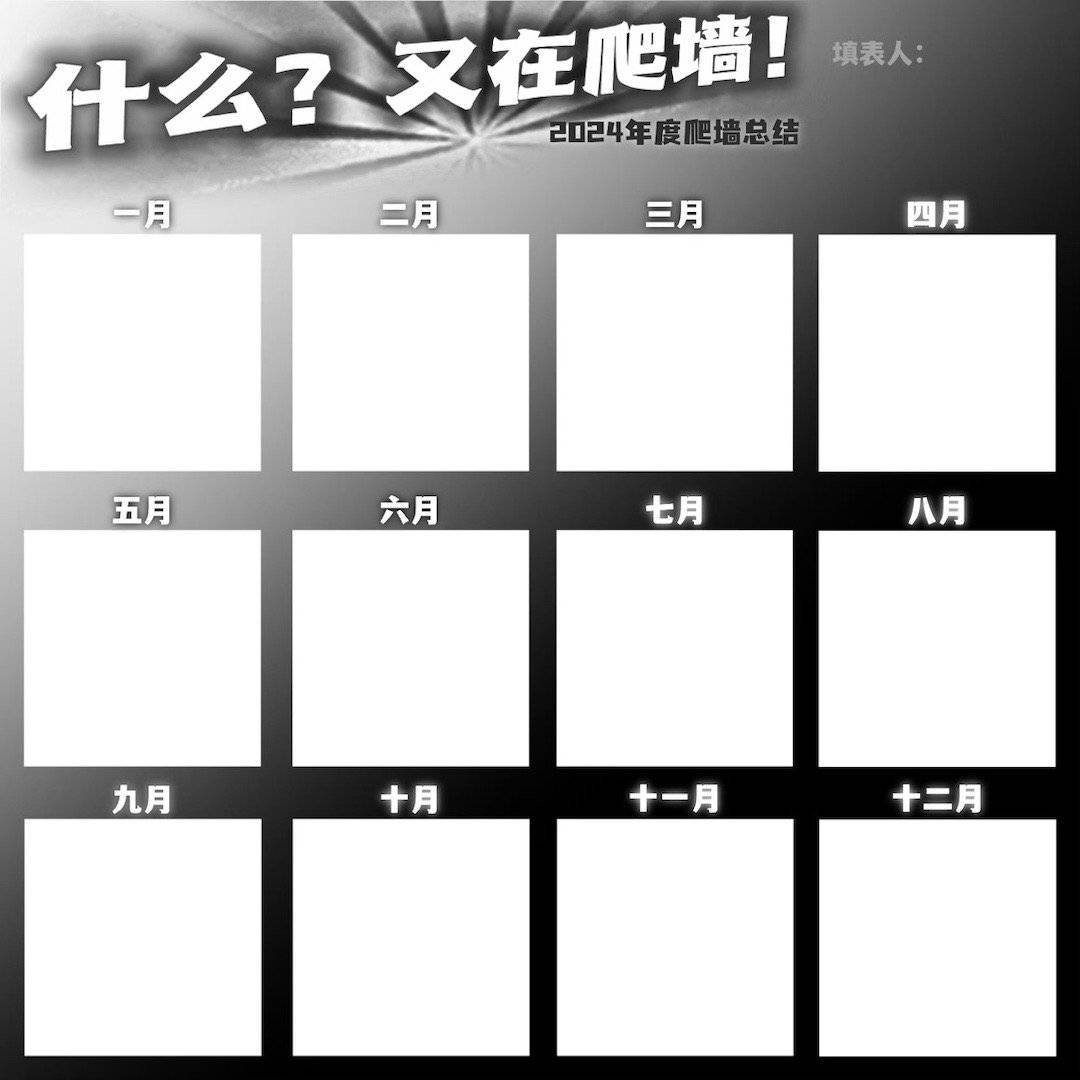 什么？又在爬墙！
填表人：
2024年度爬墙总结
一月 二月 三月 四月
五月 六月 七月 八月
九月 十月 十一月 十二月